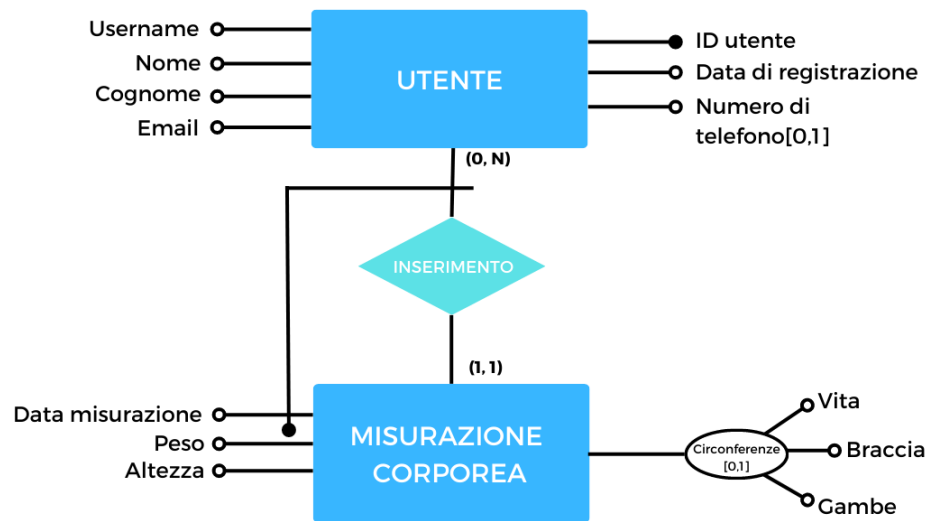 Username
Nome
Cognome
Email
UTENTE
ID utente
Data di registrazione
Numero di
telefono[0,1]
(0, N)
INSERIMENTO
(1, 1)
Data misurazione
Peso
Altezza
MISURAZIONE
CORPOREA
Circonferenze
[0,1]
Vita
Braccia
Gambe